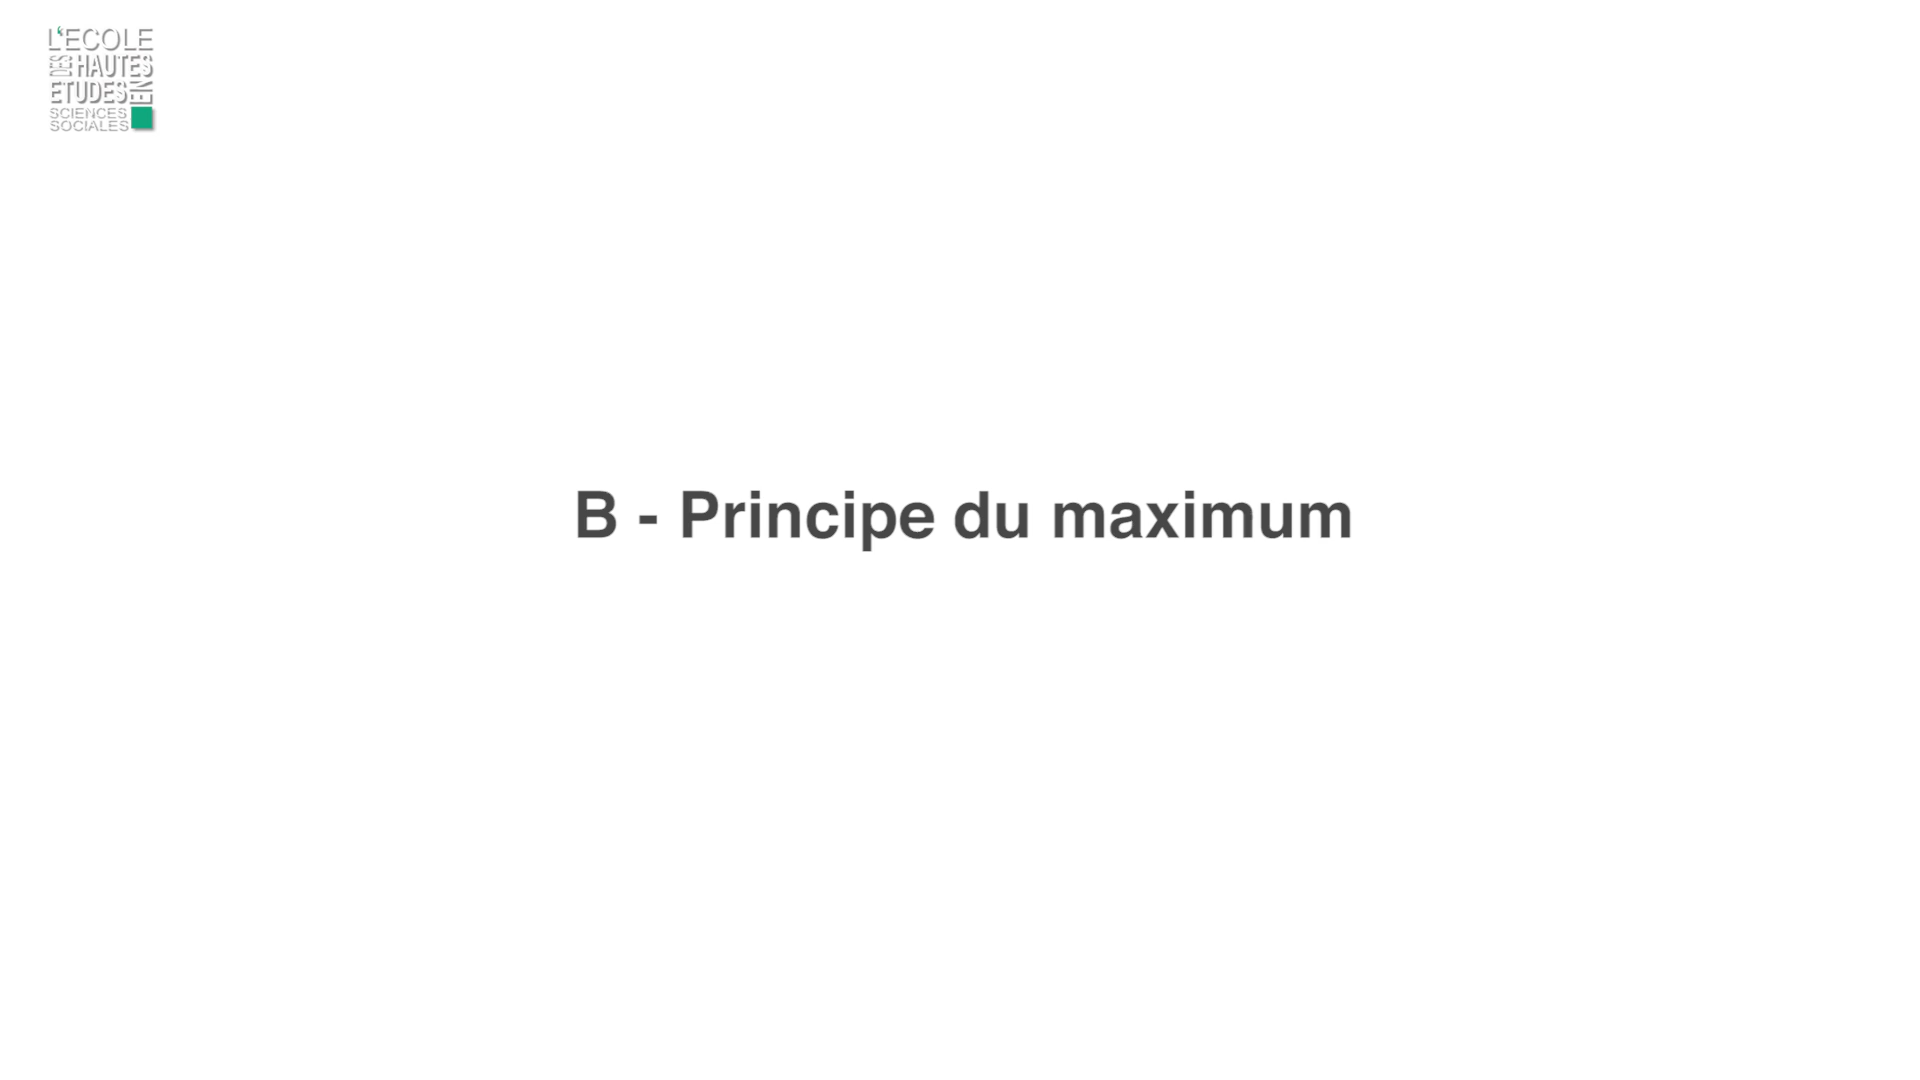 L'ECOLE
DES HAUTES
ETUDES EN
SCIENCES
SOCIALES
B - Principe du maximum